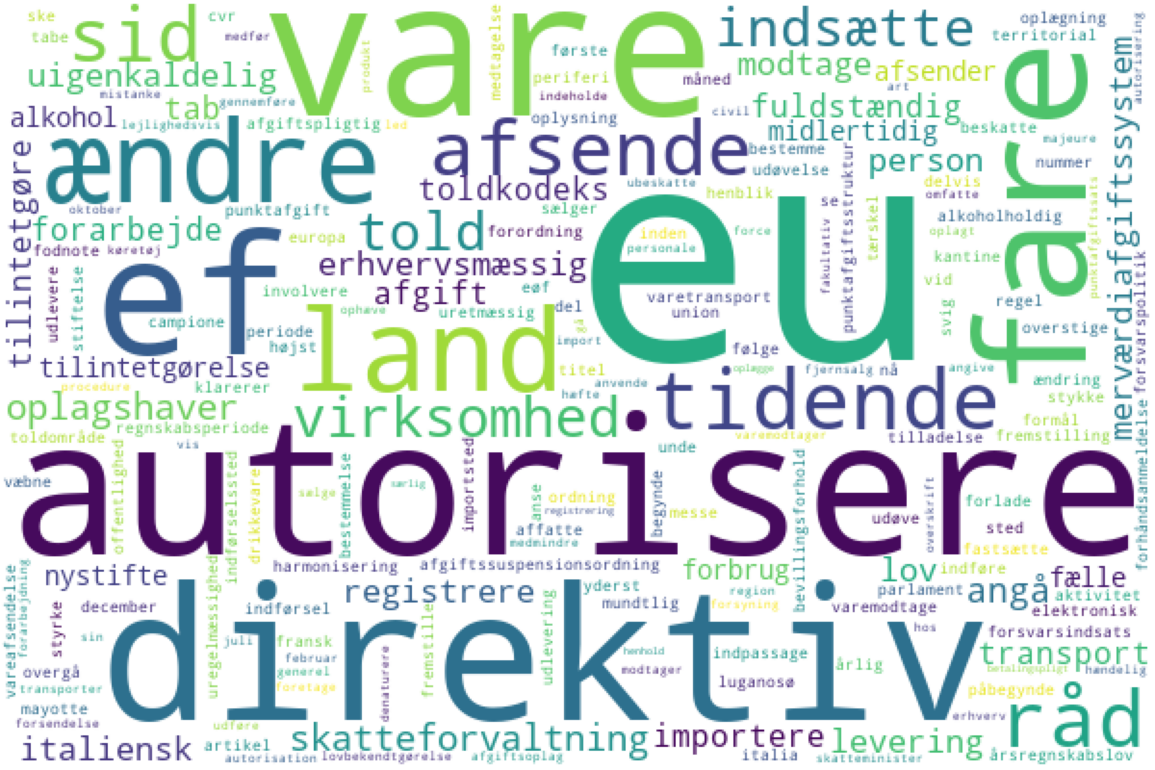 ske
cvr
sid
vare
medtagelse
indsætte
oplægning
territorial
autorisering
tabe
medfør
produkt
første
modtage
afsender
uigenkaldelig
periferi
måned
art
mistanke
gennemføre
indeholde
tab
fuldstændig
fare
merværdiafgiftssystem
alkohol
lejlighedsvis
afgiftspligtig
led
oplysning
civil
midlertidig
beskatte
majeure
ændre
afsende
bestemme
person
nummer
tilintetgøre
udøvelse
punktafgiftsstruktur
toldkodeks
ubeskatte
henblik
delvis
omfatte
oktober
punktafgift
sælger
se
alkoholholdig
forarbejde
told
forordning
eu
force
tærskel
oplagt
punktafgiftssats
europa
inden
fodnote
køretøj
personale
fakultativ
kantine
ef
erhvervsmæssig
vid
udlevere
stiftelse
involvere
afgift
eøf
varetransport
svig
regel
forsvarspolitik
ophæve
uretmæssig
del
union
campione
land
periode
gå
import
overstige
højst
følge
tilintetgørelse
titel
fjernsalg
nå
angive
oplægge
procedure
klarerer
hæfte
anvende
tidende
ændring
stykke
oplagshaver
regnskabsperiode
virksomhed
formål
toldområde
vis
varemodtager
tilladelse
fremstilling
autorisere
unde
forhåndsanmeldelse
væbne
offentlighed
indførselssted
drikkevare
sælge
bestemmelse
særlig
importsted
anse
ordning
registrering
begynde
messe
bevillingsforhold
udøve
overskrift
forlade
sted
affatte
medmindre
fastsætte
harmonisering
afgiftssuspensionsordning
nystifte
forbrug
lov
indføre
fælle
vareafsendelse
forarbejdning
uregelmæssighed
registrere
yderst
region
parlament
angå
aktivitet
styrke
december
indførsel
direktiv
udlevering
mundtlig
forsyning
varemodtage
elektronisk
sin
juli
fransk
hos
forsvarsindsats
februar
fremstille
henhold
indpassage
transport
overgå
generel
modtager
årlig
betalingspligt
hændelig
transporter
foretage
denaturere
luganosø
påbegynde
mayotte
erhverv
råd
forsendelse
udføre
italiensk
artikel
skatteforvaltning
importere
levering
autorisation
lovbekendtgørelse
afgiftsoplag
italia
skatteminister
årsregnskabslov